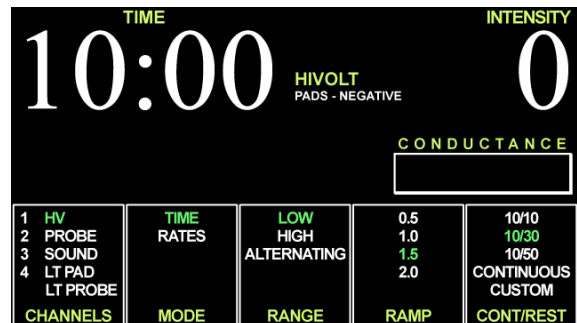 TIME
INTENSITY
10:00
0
HIVOLT
PADS - NEGATIVE
CONDUCTANCE
1 HV
2 PROBE
3 SOUND
4 LT PAD
LT PROBE
CHANNELS
TIME
RATES
MODE
LOW
HIGH
ALTERNATING
RANGE
0.5
1.0
1.5
2.0
RAMP
10/10
10/30
10/50
CONTINUOUS
CUSTOM
CONT/REST